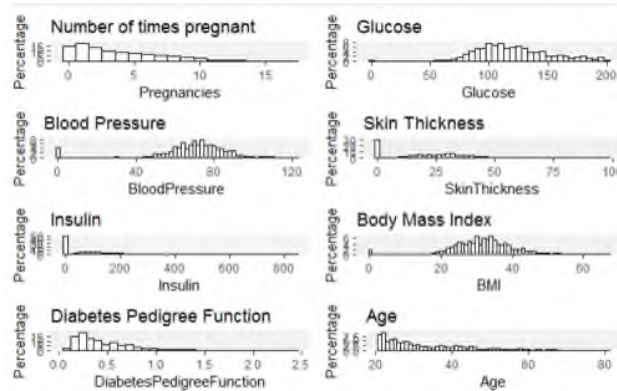 Number of times pregnant
Percentage
0 5 10 15
Pregnancies
Glucose
Percentage
0 50 100 150 200
Glucose
Blood Pressure
Percentage
0 40 80 120
BloodPressure
Skin Thickness
Percentage
0 25 50 75 100
SkinThickness
Insulin
Percentage
0 200 400 600 800
Insulin
Body Mass Index
Percentage
0 20 40 60
BMI
Diabetes Pedigree Function
Percentage
0.0 0.5 1.0 1.5 2.0 2.5
DiabetesPedigreeFunction
Age
Percentage
20 40 60 80
Age